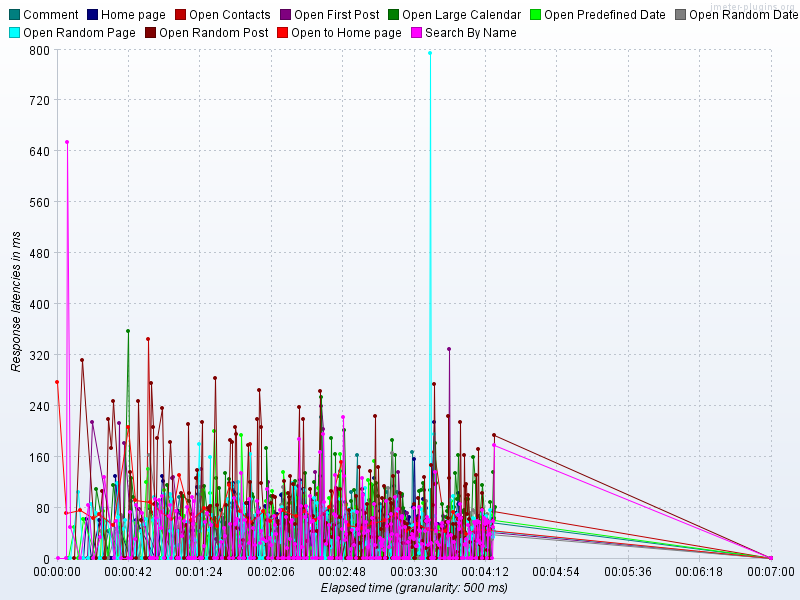 jmeter-plugins.org
Comment Home page Open Contacts Open First Post Open Large Calendar Open Predefined Date Open Random Date
Open Random Page Open Random Post Open to Home page Search By Name
800
720
640
560
480
400
320
240
160
80
0
Response latencies in ms
00:00:00 00:00:42 00:01:24 00:02:06 00:02:48 00:03:30 00:04:12 00:04:54 00:05:36 00:06:18 00:07:00
Elapsed time (granularity: 500 ms)